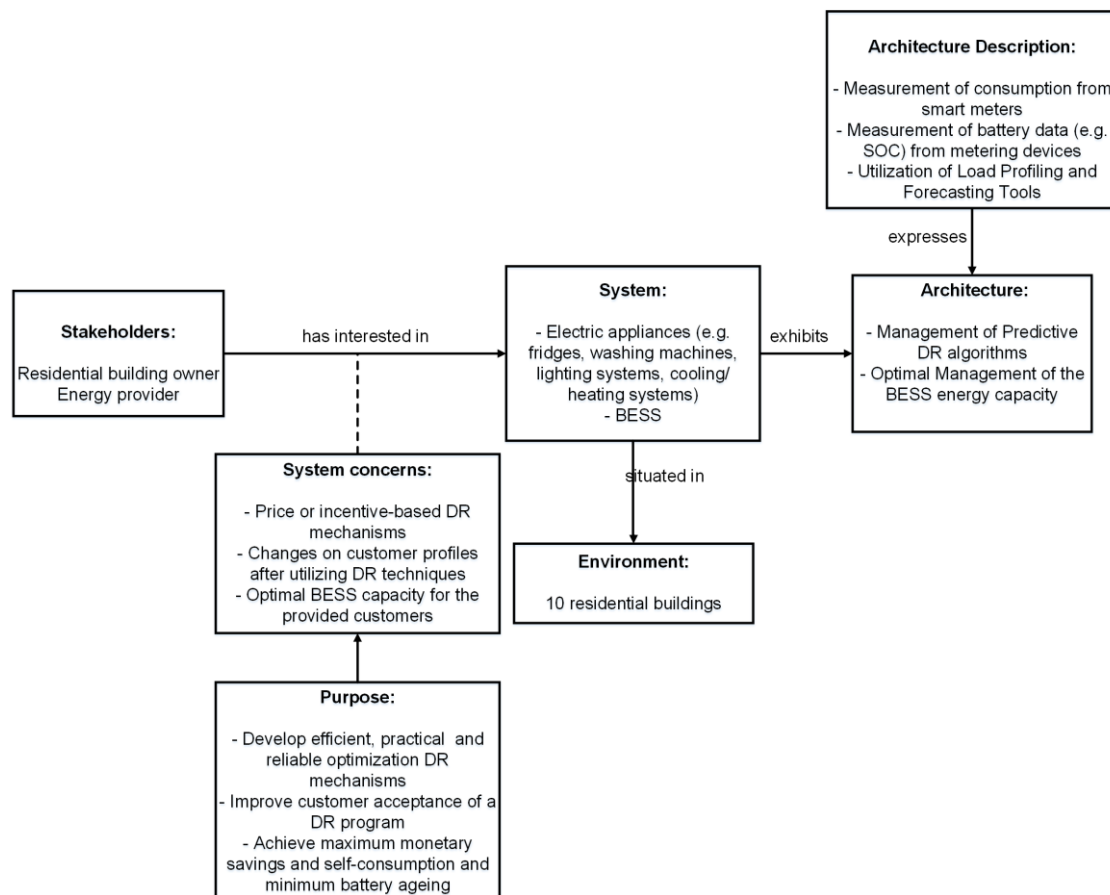 Architecture Description:
- Measurement of consumption from
smart meters
- Measurement of battery data (e.g.
SOC) from metering devices
- Utilization of Load Profiling and
Forecasting Tools
expresses
Stakeholders:
Residential building owner
Energy provider
has interested in
System:
- Electric appliances (e.g.
fridges, washing machines,
lighting systems, cooling/
heating systems)
- BESS
exhibits
Architecture:
- Management of Predictive
DR algorithms
- Optimal Management of the
BESS energy capacity
situated in
System concerns:
- Price or incentive-based DR
mechanisms
- Changes on customer profiles
after utilizing DR techniques
- Optimal BESS capacity for the
provided customers
Environment:
10 residential buildings
Purpose:
- Develop efficient, practical and
reliable optimization DR
mechanisms
- Improve customer acceptance of a
DR program
- Achieve maximum monetary
savings and self-consumption and
minimum battery ageing